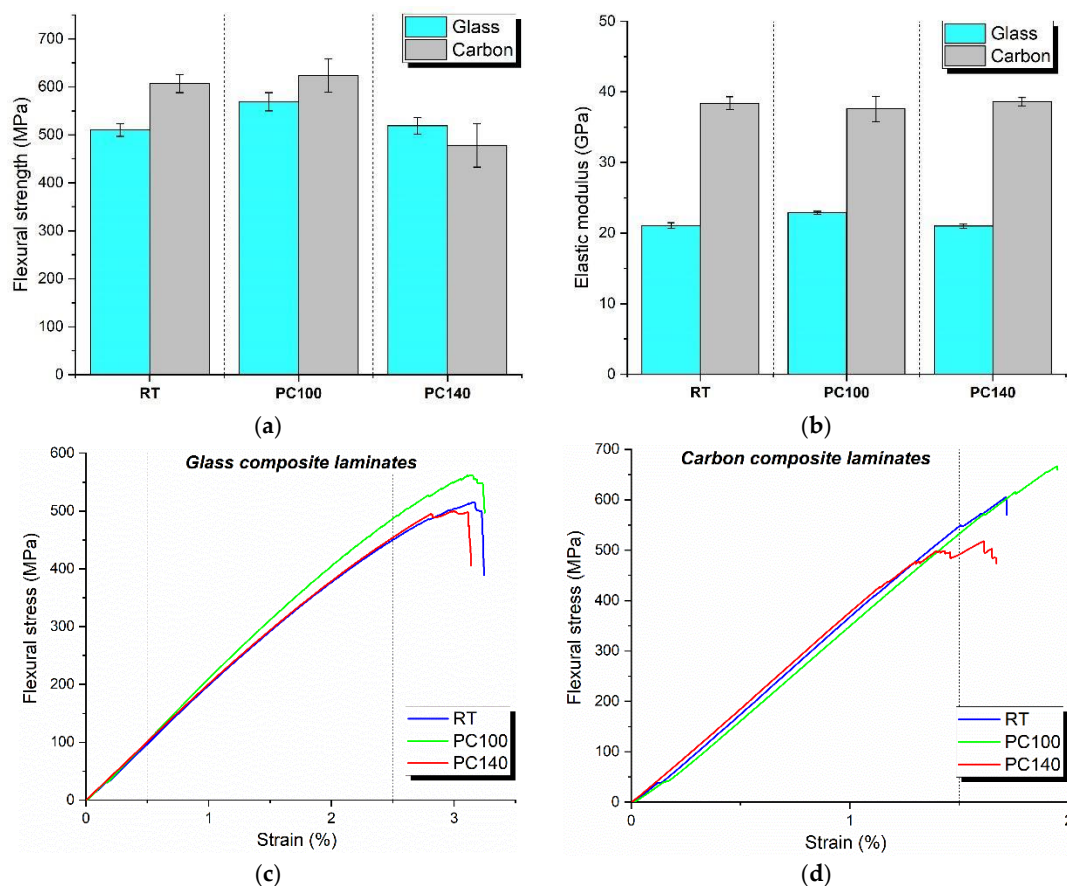 Flexural strength (MPa)
700
600
500
400
300
200
100
0
Glass
Carbon
RT PC100 PC140
(a)
Elastic modulus (GPa)
50
40
30
20
10
0
Glass
Carbon
RT PC100 PC140
(b)
Glass composite laminates
Flexural stress (MPa)
600
500
400
300
200
100
0
RT
PC100
PC140
0 1 2 3
Strain (%)
(c)
Carbon composite laminates
Flexural stress (MPa)
700
600
500
400
300
200
100
0
RT
PC100
PC140
0 1 2
Strain (%)
(d)